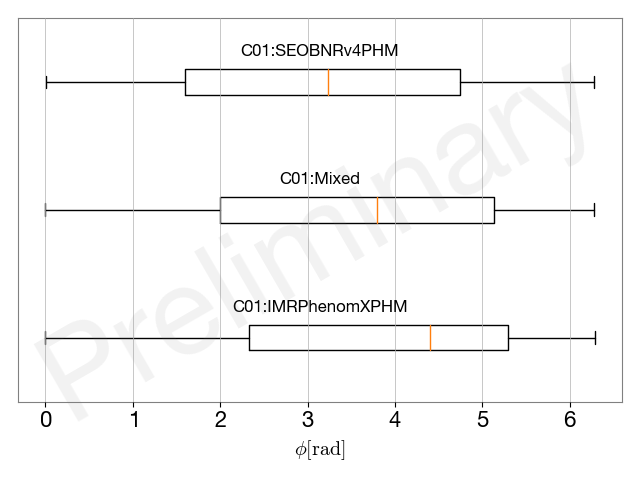 C01:SEOBNRv4PHM
C01:Mixed
C01:IMRPhenomXPHM
Preliminary
0 1 2 3 4 5 6
ϕ[rad]